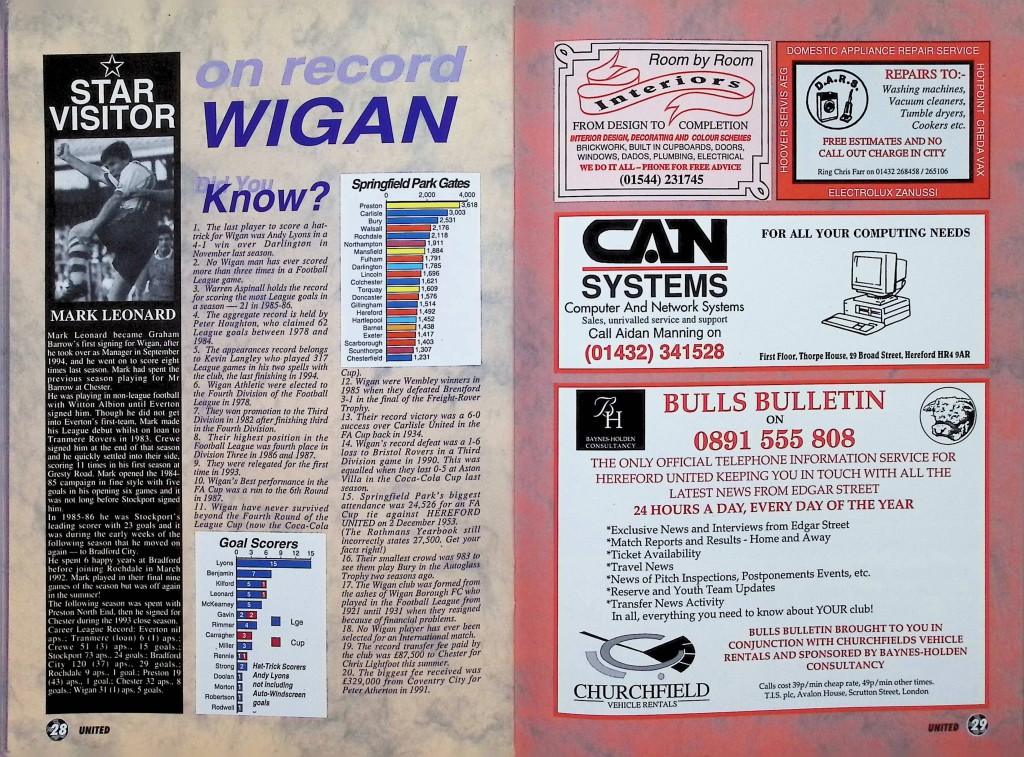 STAR
VISITOR
MARK LEONARD
Mark Leonard became Graham
Barrow's first signing for Wigan, after
he took over as Manager in September
1994, and he went on to score eight
times last season. Mark had spent the
previous season playing for Mr
Barrow at Chester.
He was playing in non-league football
with Witton Albion until Everton
signed him. Though he did not get
into Everton's first-team, Mark made
his League debut whilst on loan to
Tranmere Rovers in 1983. Crewe
signed him at the end of that season
and he quickly settled into their side,
scoring 11 times in his first season at
Gresty Road. Mark opened the 1984-
85 campaign in fine style with five
goals in his opening six games and it
was not long before Stockport signed
him.
In 1985-86 he was Stockport's
leading scorer with 23 goals and it
was during the early weeks of the
following season that he moved on
again — to Bradford City.
He spent 6 happy years at Bradford
before joining Rochdale in March
1992. Mark played in their final nine
games of the season but was off again
in the summer!
The following season was spent with
Preston North End, then he signed for
Chester during the 1993 close season.
Career League Record: Everton nil
aps.; Tranmere (loan) 6 (1) aps.;
Crewe 51 (3) aps., 15 goals.;
Stockport 73 aps., 24 goals.; Bradford
City 120 (37) aps., 29 goals.;
Rochdale 9 aps., 1 goal.; Preston 19
(43) aps., 1 goal.; Chester 32 aps., 8
goals.; Wigan 31 (1) aps., 5 goals.
on record
WIGAN
Did You
Know?
1. The last player to score a hat-
trick for Wigan was Andy Lyons in a
4-1 win over Darlington in
November last season.
2. No Wigan man has ever scored
more than three times in a Football
League game.
3. Warren Aspinall holds the record
for scoring the most League goals in
a season — 21 in 1985-86.
4. The aggregate record is held by
Peter Houghton, who claimed 62
League goals between 1978 and
1984.
5. The appearances record belongs
to Kevin Langley who played 317
League games in his two spells with
the club, the last finishing in 1994.
6. Wigan Athletic were elected to
the Fourth Division of the Football
League in 1978.
7. They won promotion to the Third
Division in 1982 after finishing third
in the Fourth Division.
8. Their highest position in the
Football League was fourth place in
Division Three in 1986 and 1987.
9. They were relegated for the first
time in 1993.
10. Wigan's Best performance in the
FA Cup was a run to the 6th Round
in 1987.
11. Wigan have never survived
beyond the Fourth Round of the
League Cup (now the Coca-Cola
Goal Scorers
0 3 6 9 12 15
Lyons 15
Benjamin 7
Kilford 5 1
Leonard 5 1
McKearney 5
Gavin 2 2
Rimmer 4
Carragher 3
Miller 3
Rennie 1
Strong 2
Doolan 1
Morton 1
Robertson 1
Rodwell 1
Lge
Cup
Hat-Trick Scorers
Andy Lyons
not including
Auto-Windscreen
goals
Springfield Park Gates
0 2,000 4,000
Preston 3,618
Carlisle 3,003
Bury 2,531
Walsall 2,176
Rochdale 2,118
Northampton 1,911
Mansfield 1,884
Fulham 1,791
Darlington 1,785
Lincoln 1,696
Colchester 1,621
Torquay 1,609
Doncaster 1,576
Gillingham 1,514
Hereford 1,492
Hartlepool 1,452
Barnet 1,438
Exeter 1,417
Scarborough 1,403
Scunthorpe 1,307
Chesterfield 1,231
Cup).
12. Wigan were Wembley winners in
1985 when they defeated Brentford
3-1 in the final of the Freight-Rover
Trophy.
13. Their record victory was a 6-0
success over Carlisle United in the
FA Cup back in 1934.
14. Wigan's record defeat was a 1-6
loss to Bristol Rovers in a Third
Division game in 1990. This was
equalled when they lost 0-5 at Aston
Villa in the Coca-Cola Cup last
season.
15. Springfield Park's biggest
attendance was 24,526 for an FA
Cup tie against HEREFORD
UNITED on 2 December 1953.
(The Rothmans Yearbook still
incorrectly states 27,500. Get your
facts right!)
16. Their smallest crowd was 983 to
see them play Bury in the Autoglass
Trophy two seasons ago.
17. The Wigan club was formed from
the ashes of Wigan Borough FC who
played in the Football League from
1921 until 1931 when they resigned
because of financial problems.
18. No Wigan player has ever been
selected for an International match.
19. The record transfer fee paid by
the club was £87,500 to Chester for
Chris Lightfoot this summer.
20. The biggest fee received was
£329,000 from Coventry City for
Peter Atherton in 1991.
28 UNITED
Room by Room
Interiors
FROM DESIGN TO COMPLETION
INTERIOR DESIGN, DECORATING AND COLOUR SCHEMES
BRICKWORK, BUILT IN CUPBOARDS, DOORS,
WINDOWS, DADOS, PLUMBING, ELECTRICAL
WE DO IT ALL – PHONE FOR FREE ADVICE
(01544) 231745
DOMESTIC APPLIANCE REPAIR SERVICE
HOOVER SERVIS AEG
HOTPOINT CREDA VAX
D.A.R.S.
REPAIRS TO:-
Washing machines,
Vacuum cleaners,
Tumble dryers,
Cookers etc.
FREE ESTIMATES AND NO
CALL OUT CHARGE IN CITY
Ring Chris Farr on 01432 268458 / 265106
ELECTROLUX ZANUSSI
CAN
SYSTEMS
Computer And Network Systems
Sales, unrivalled service and support
Call Aidan Manning on
(01432) 341528
FOR ALL YOUR COMPUTING NEEDS
First Floor, Thorpe House, 29 Broad Street, Hereford HR4 9AR
BH
BAYNES-HOLDEN
CONSULTANCY
BULLS BULLETIN
ON
0891 555 808
THE ONLY OFFICIAL TELEPHONE INFORMATION SERVICE FOR
HEREFORD UNITED KEEPING YOU IN TOUCH WITH ALL THE
LATEST NEWS FROM EDGAR STREET
24 HOURS A DAY, EVERY DAY OF THE YEAR
*Exclusive News and Interviews from Edgar Street
*Match Reports and Results - Home and Away
*Ticket Availability
*Travel News
*News of Pitch Inspections, Postponements Events, etc.
*Reserve and Youth Team Updates
*Transfer News Activity
In all, everything you need to know about YOUR club!
CHURCHFIELD
VEHICLE RENTALS
BULLS BULLETIN BROUGHT TO YOU IN
CONJUNCTION WITH CHURCHFIELDS VEHICLE
RENTALS AND SPONSORED BY BAYNES-HOLDEN
CONSULTANCY
Calls cost 39p/min cheap rate, 49p/min other times.
T.I.S. plc, Avalon House, Scrutton Street, London
UNITED 29